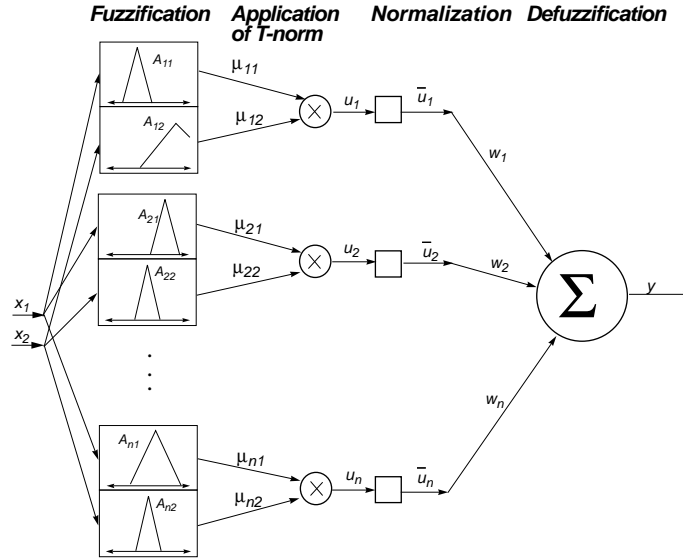 Fuzzification Application of T-norm Normalization Defuzzification
A11
μ11
u1
ū1
A12
μ12
w1
A21
μ21
u2
ū2
w2
A22
μ22
Σ
y
x1
x2
. . .
wn
An1
μn1
un
ūn
An2
μn2